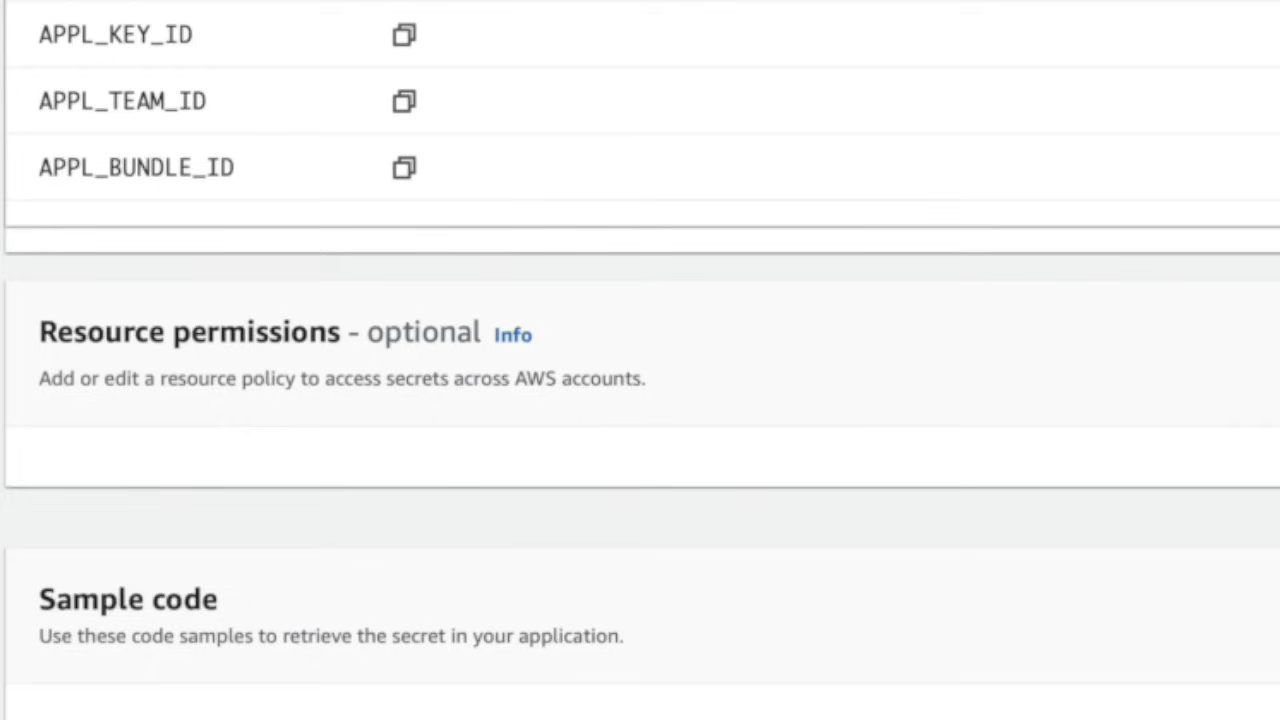 APPL_KEY_ID
APPL_TEAM_ID
APPL_BUNDLE_ID
Resource permissions - optional Info
Add or edit a resource policy to access secrets across AWS accounts.
Sample code
Use these code samples to retrieve the secret in your application.